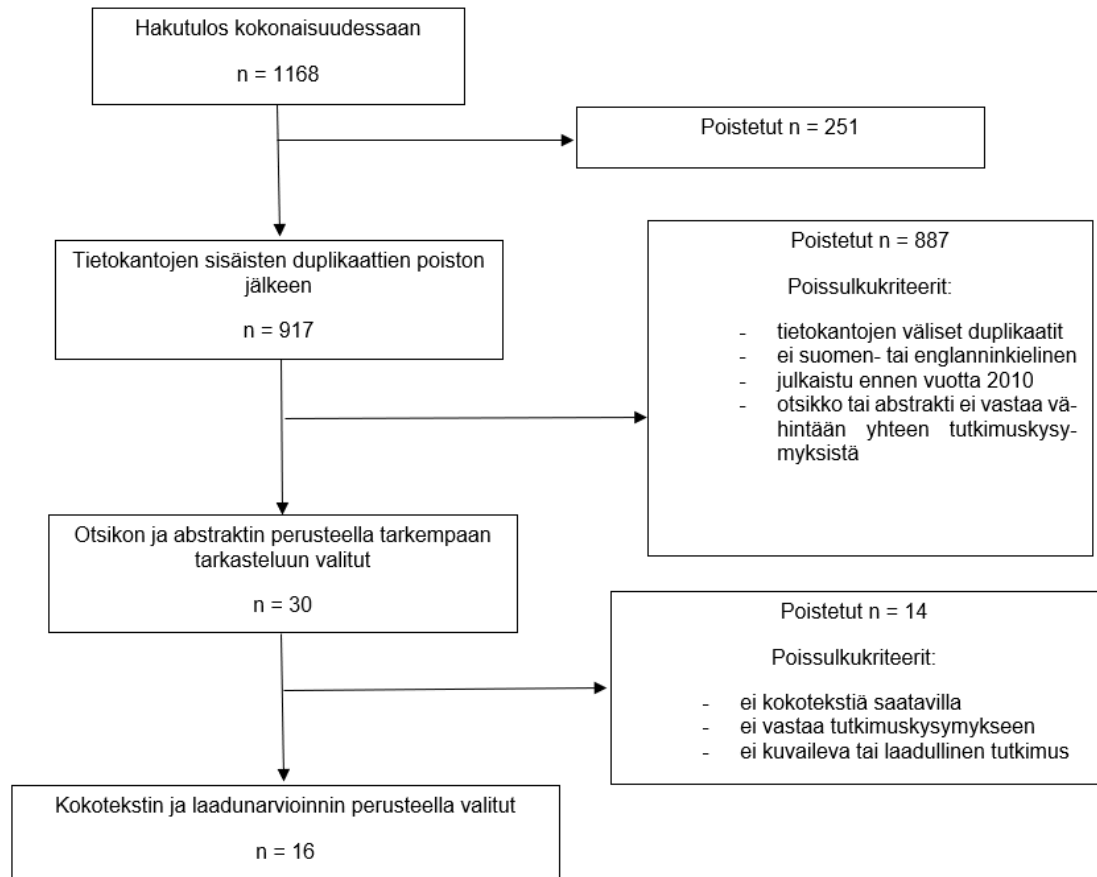 Hakutulos kokonaisuudessaan
n = 1168
Poistetut n = 251
Tietokantojen sisäisten duplikaattien poiston
jälkeen
n = 917
Poistetut n = 887
Poissulkukriteerit:
- tietokantojen väliset duplikaatit
- ei suomen- tai englanninkielinen
- julkaistu ennen vuotta 2010
- otsikko tai abstrakti ei vastaa vä-
hintään yhteen tutkimuskysy-
myksistä
Otsikon ja abstraktin perusteella tarkempaan
tarkasteluun valitut
n = 30
Poistetut n = 14
Poissulkukriteerit:
- ei kokotekstiä saatavilla
- ei vastaa tutkimuskysymykseen
- ei kuvaileva tai laadullinen tutkimus
Kokotekstin ja laadunarvioinnin perusteella valitut
n = 16